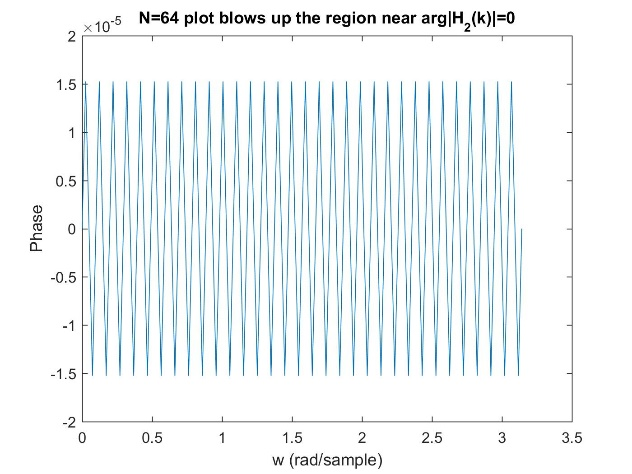 N=64 plot blows up the region near arg|H₂(k)|=0
×10⁻⁵
2
1.5
1
0.5
0
-0.5
-1
-1.5
-2
Phase
0 0.5 1 1.5 2 2.5 3 3.5
w (rad/sample)